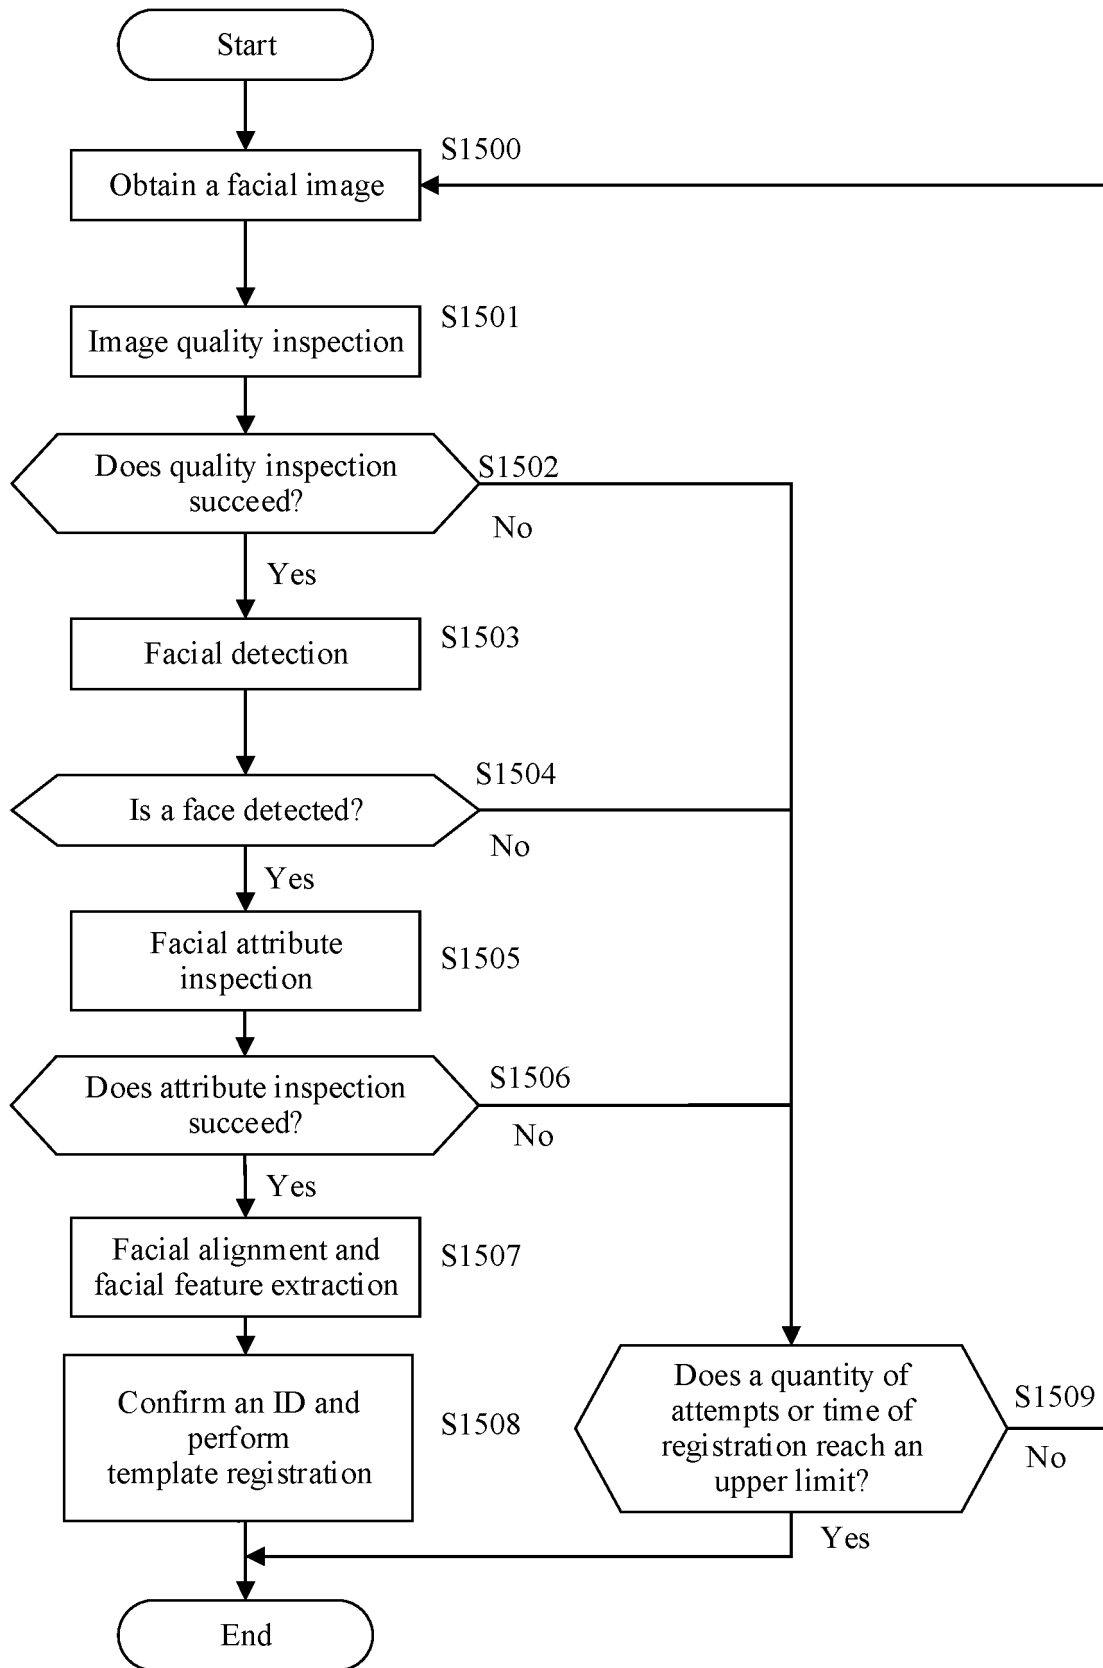 Start
S1500
Obtain a facial image
S1501
Image quality inspection
Does quality inspection
succeed?
S1502
No
Yes
S1503
Facial detection
S1504
Is a face detected?
No
Yes
Facial attribute
inspection
S1505
Does attribute inspection
succeed?
S1506
No
Yes
Facial alignment and
facial feature extraction
S1507
Confirm an ID and
perform
template registration
S1508
Does a quantity of
attempts or time of
registration reach an
upper limit?
S1509
No
Yes
End